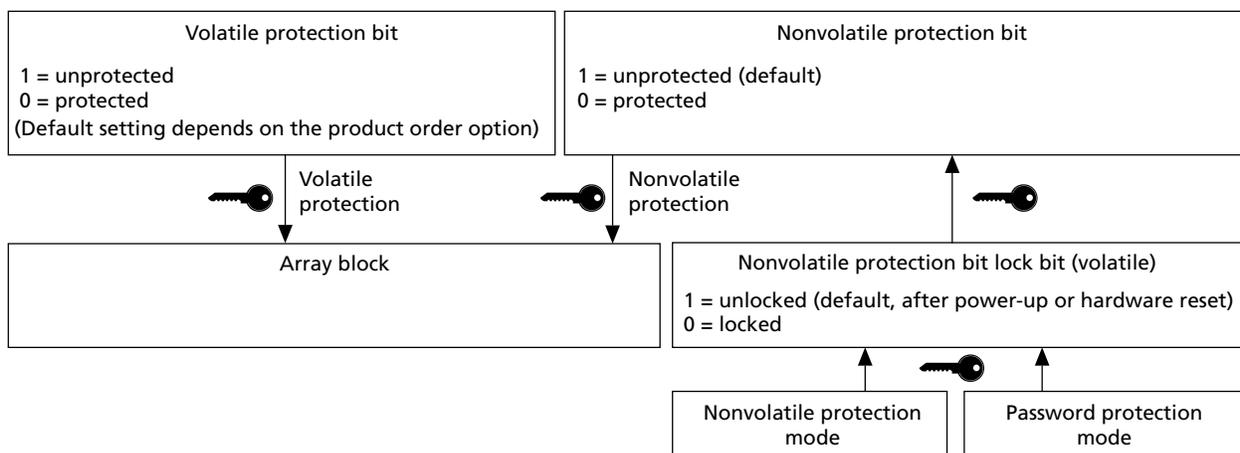 Volatile protection bit
1 = unprotected
0 = protected
(Default setting depends on the product order option)
Nonvolatile protection bit
1 = unprotected (default)
0 = protected
Volatile
protection
Nonvolatile
protection
Array block
Nonvolatile protection bit lock bit (volatile)
1 = unlocked (default, after power-up or hardware reset)
0 = locked
Nonvolatile protection
mode
Password protection
mode